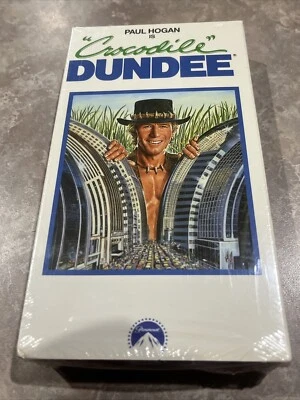 PAUL HOGAN
IS
"Crocodile"
DUNDEE
Paramount